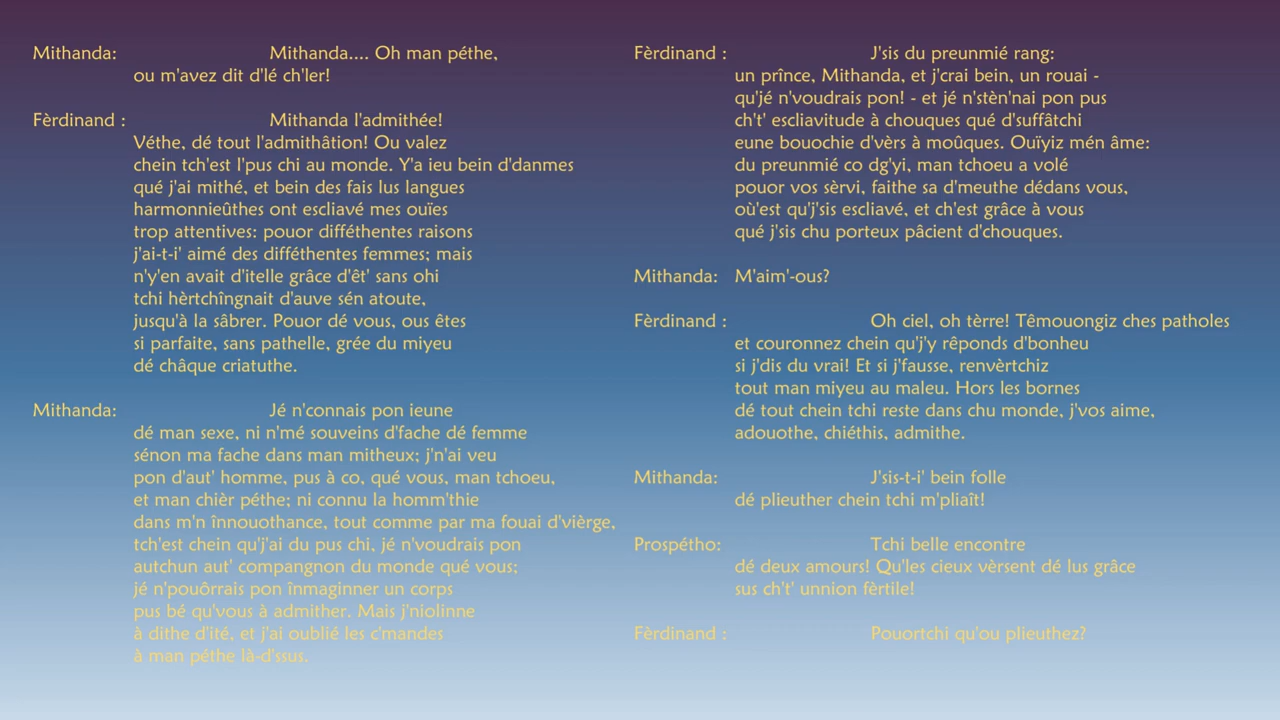 Mithanda: Mithanda.... Oh man péthe,
ou m'avez dit d'lé ch'ler!
Fèrdinand : Mithanda l'admithée!
Véthe, dé tout l'admithâtion! Ou valez
chein tch'est l'pus chi au monde. Y'a ieu bein d'danmes
qué j'ai mithé, et bein des fais lus langues
harmonnieûthes ont escliavé mes ouïes
trop attentives: pouor difféthentes raisons
j'ai-t-i' aimé des difféthentes femmes; mais
n'y'en avait d'itelle grâce d'êt' sans ohi
tchi hèrtchîngnait d'auve sén atoute,
jusqu'à la sâbrer. Pouor dé vous, ous êtes
si parfaite, sans pathelle, grée du miyeu
dé châque criatuthe.
Mithanda: Jé n'connais pon ieune
dé man sexe, ni n'mé souveins d'fache dé femme
sénon ma fache dans man mitheux; j'n'ai veu
pon d'aut' homme, pus à co, qué vous, man tchoeu,
et man chièr péthe; ni connu la homm'thie
dans m'n înnouothance, tout comme par ma fouai d'vièrge,
tch'est chein qu'j'ai du pus chi, jé n'voudrais pon
autchun aut' compangnon du monde qué vous;
jé n'pouôrrais pon înmaginner un corps
pus bé qu'vous à admither. Mais j'niolinne
à dithe d'ité, et j'ai oublié les c'mandes
à man péthe là-d'ssus.
Fèrdinand : J'sis du preunmié rang:
un prînce, Mithanda, et j'crai bein, un rouai -
qu'jé n'voudrais pon! - et jé n'stèn'nai pon pus
ch't' escliavitude à chouques qué d'suffâtchi
eune bouochie d'vèrs à moûques. Ouïyiz mén âme:
du preunmié co dg'yi, man tchoeu a volé
pouor vos sèrvi, faithe sa d'meuthe dédans vous,
où'est qu'j'sis escliavé, et ch'est grâce à vous
qué j'sis chu porteux pâcient d'chouques.
Mithanda: M'aim'-ous?
Fèrdinand : Oh ciel, oh tèrre! Têmouongiz ches patholes
et couronnez chein qu'j'y rêponds d'bonheu
si j'dis du vrai! Et si j'fausse, renvèrtchiz
tout man miyeu au maleu. Hors les bornes
dé tout chein tchi reste dans chu monde, j'vos aime,
adouothe, chiéthis, admithe.
Mithanda: J'sis-t-i' bein folle
dé plieuther chein tchi m'pliaît!
Prospétho: Tchi belle encontre
dé deux amours! Qu'les cieux vèrsent dé lus grâce
sus ch't' unnion fèrtile!
Fèrdinand : Pouortchi qu'ou plieuthez?